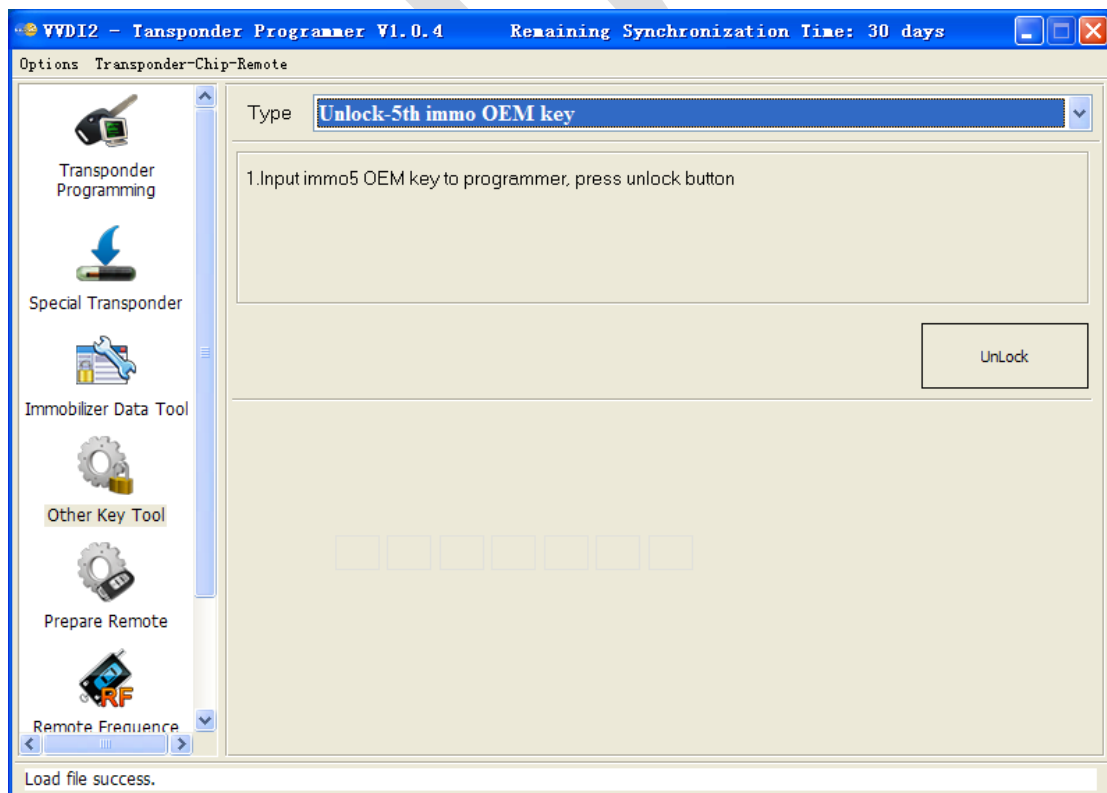 VVDI2 - Tansponder Programmer V1.0.4 Remaining Synchronization Time: 30 days
Options Transponder-Chip-Remote
Transponder
Programming
Special Transponder
Immobilizer Data Tool
Other Key Tool
Prepare Remote
RF
Remote Frequence
Type Unlock-5th immo OEM key
1.Input immo5 OEM key to programmer, press unlock button
UnLock
Load file success.